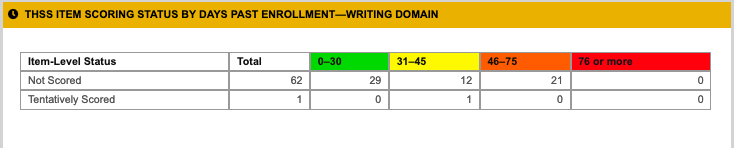 THSS ITEM SCORING STATUS BY DAYS PAST ENROLLMENT—WRITING DOMAIN
Item-Level Status Total 0–30 31–45 46–75 76 or more
Not Scored 62 29 12 21 0
Tentatively Scored 1 0 1 0 0